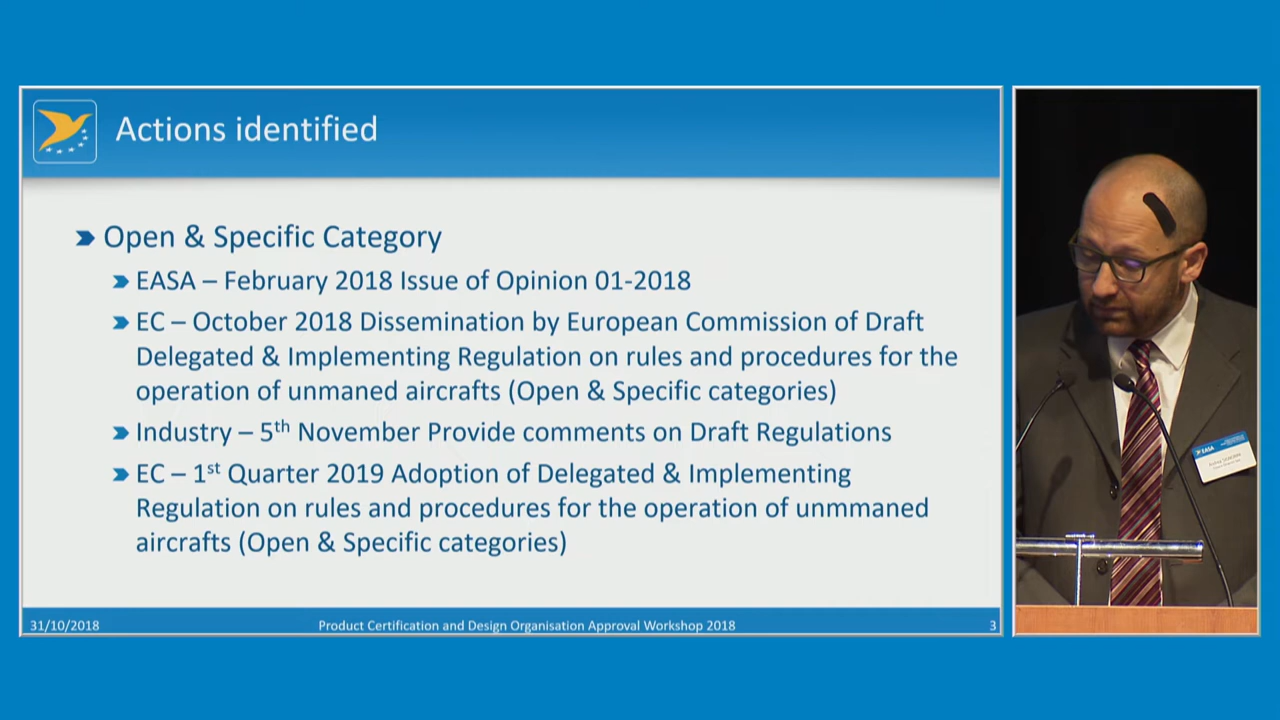 Actions identified
Open & Specific Category
EASA – February 2018 Issue of Opinion 01-2018
EC – October 2018 Dissemination by European Commission of Draft
Delegated & Implementing Regulation on rules and procedures for the
operation of unmaned aircrafts (Open & Specific categories)
Industry – 5th November Provide comments on Draft Regulations
EC – 1st Quarter 2019 Adoption of Delegated & Implementing
Regulation on rules and procedures for the operation of unmmaned
aircrafts (Open & Specific categories)
31/10/2018 Product Certification and Design Organisation Approval Workshop 2018 3
EASA